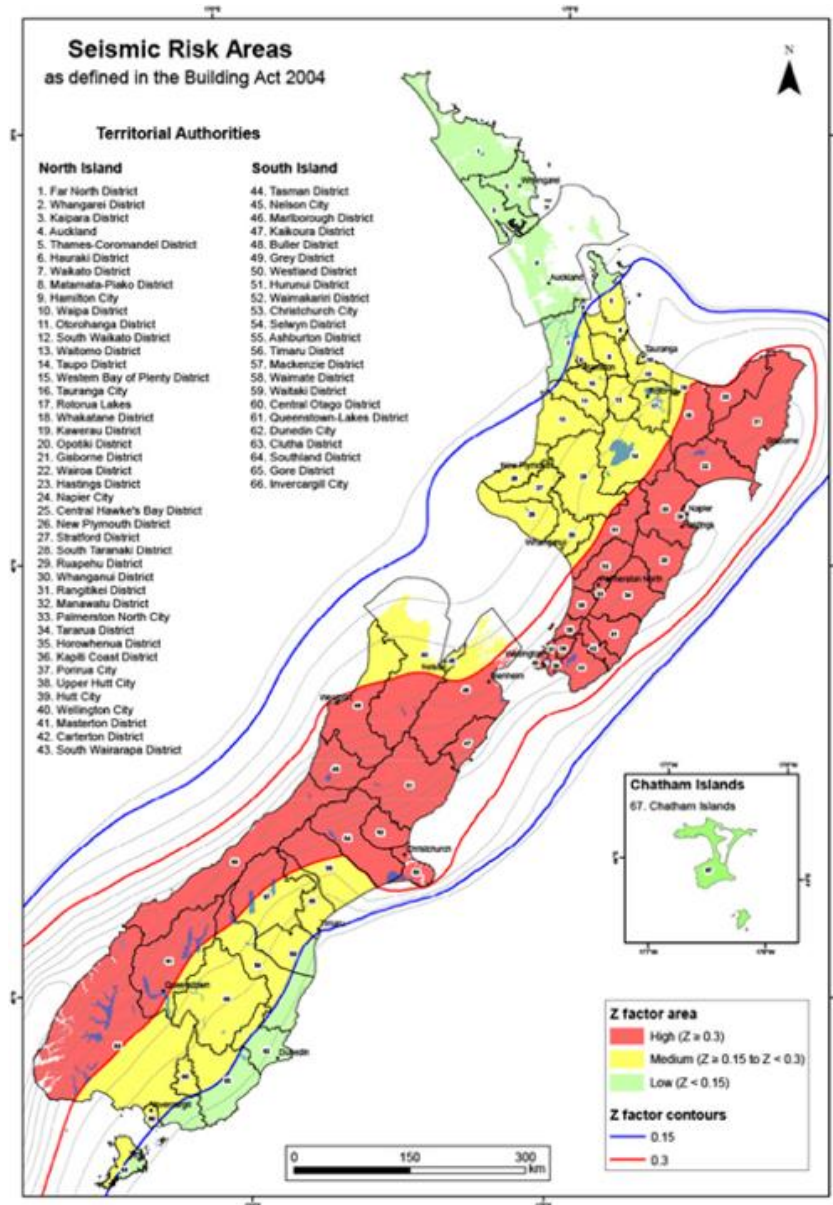 Seismic Risk Areas
as defined in the Building Act 2004
N
Territorial Authorities
North Island
1. Far North District
2. Whangarei District
3. Kaipara District
4. Auckland
5. Thames-Coromandel District
6. Hauraki District
7. Waikato District
8. Matamata-Piako District
9. Hamilton City
10. Waipa District
11. Otorohanga District
12. South Waikato District
13. Waitomo District
14. Taupo District
15. Western Bay of Plenty District
16. Tauranga City
17. Rotorua Lakes
18. Whakatane District
19. Kawerau District
20. Opotiki District
21. Gisborne District
22. Wairoa District
23. Hastings District
24. Napier City
25. Central Hawke's Bay District
26. New Plymouth District
27. Stratford District
28. South Taranaki District
29. Ruapehu District
30. Whanganui District
31. Rangitikei District
32. Manawatu District
33. Palmerston North City
34. Tararua District
35. Horowhenua District
36. Kapiti Coast District
37. Porirua City
38. Upper Hutt City
39. Hutt City
40. Wellington City
41. Masterton District
42. Carterton District
43. South Wairarapa District
South Island
44. Tasman District
45. Nelson City
46. Marlborough District
47. Kaikoura District
48. Buller District
49. Grey District
50. Westland District
51. Hurunui District
52. Waimakariri District
53. Christchurch City
54. Selwyn District
55. Ashburton District
56. Timaru District
57. Mackenzie District
58. Waimate District
59. Waitaki District
60. Central Otago District
61. Queenstown-Lakes District
62. Dunedin City
63. Clutha District
64. Southland District
65. Gore District
66. Invercargill City
Whangarei
Auckland
Tauranga
New Plymouth
Gisborne
Napier
Hastings
Whanganui
Palmerston North
Wellington
Nelson
Blenheim
Westport
Christchurch
Timaru
Queenstown
Dunedin
Invercargill
Chatham Islands
67. Chatham Islands
Z factor area
High (Z ≥ 0.3)
Medium (Z ≥ 0.15 to Z < 0.3)
Low (Z < 0.15)
Z factor contours
0.15
0.3
0 150 300
km